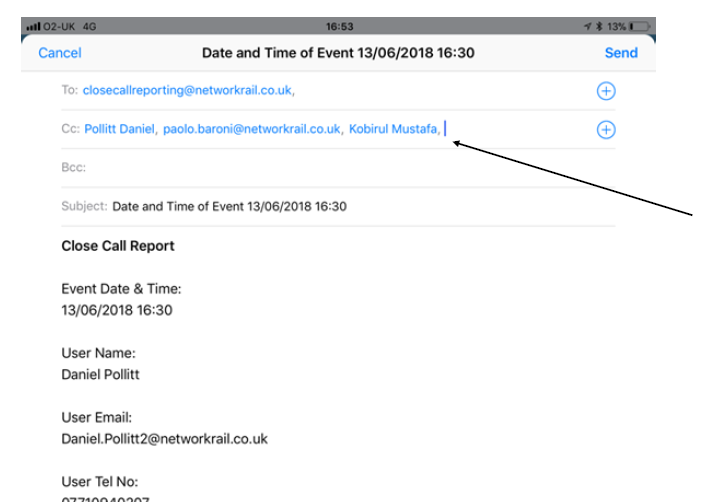 O2-UK 4G 16:53 13%
Cancel Date and Time of Event 13/06/2018 16:30 Send
To: closecallreporting@networkrail.co.uk,
Cc: Pollitt Daniel, paolo.baroni@networkrail.co.uk, Kobirul Mustafa,
Bcc:
Subject: Date and Time of Event 13/06/2018 16:30
Close Call Report
Event Date & Time:
13/06/2018 16:30
User Name:
Daniel Pollitt
User Email:
Daniel.Pollitt2@networkrail.co.uk
User Tel No: